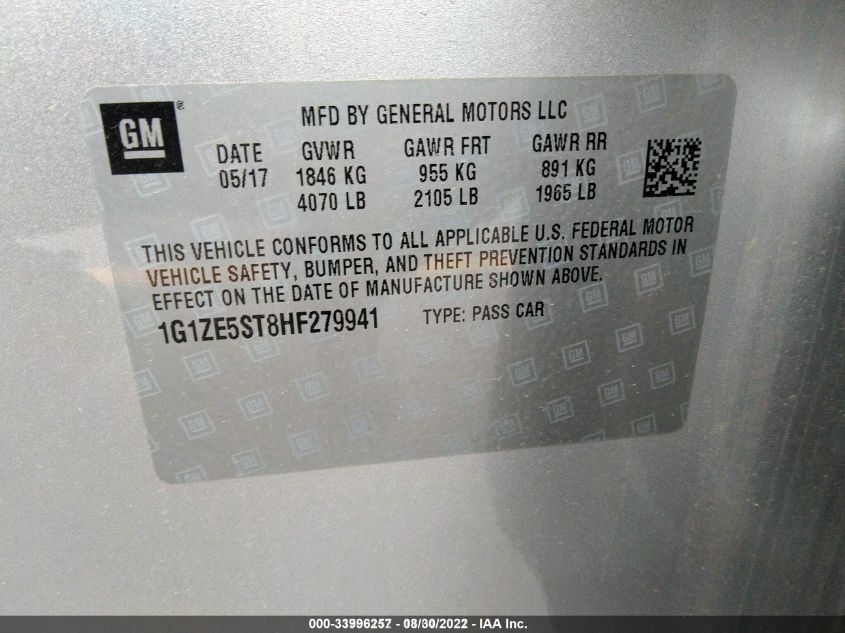 GM ®
MFD BY GENERAL MOTORS LLC
DATE GVWR GAWR FRT GAWR RR
05/17 1846 KG 955 KG 891 KG
4070 LB 2105 LB 1965 LB
THIS VEHICLE CONFORMS TO ALL APPLICABLE U.S. FEDERAL MOTOR
VEHICLE SAFETY, BUMPER, AND THEFT PREVENTION STANDARDS IN
EFFECT ON THE DATE OF MANUFACTURE SHOWN ABOVE.
1G1ZE5ST8HF279941 TYPE: PASS CAR
000-33996257 - 08/30/2022 - IAA Inc.